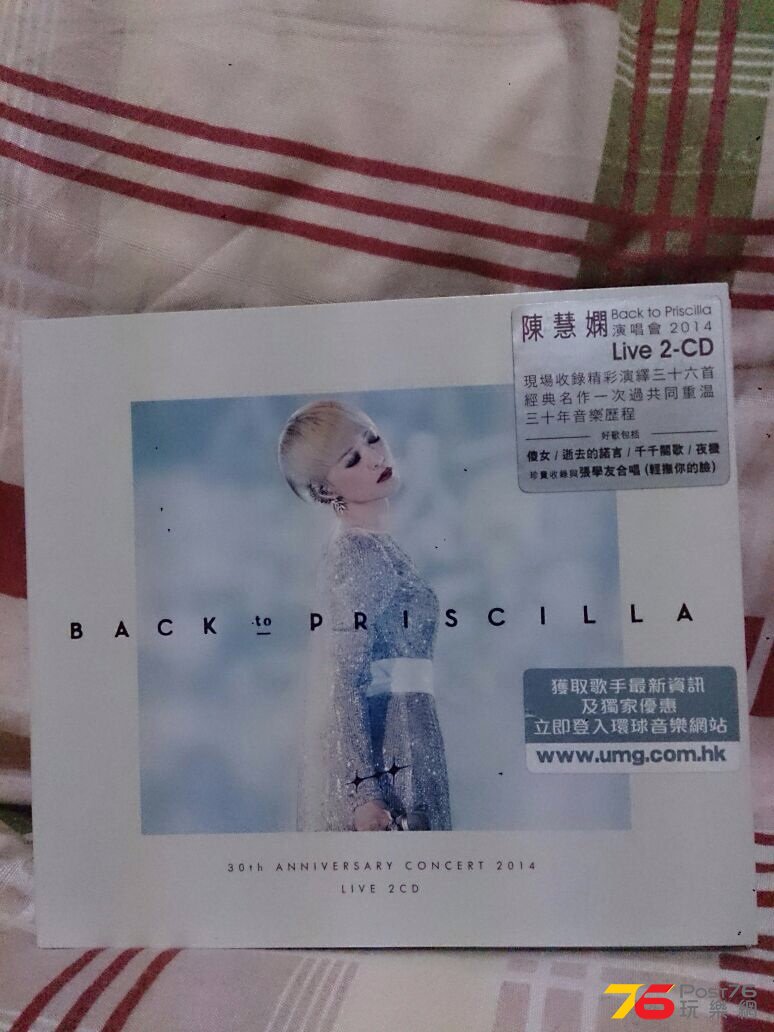 陳慧嫻 Back to Priscilla
演唱會 2014
Live 2-CD
現場收錄精彩演繹三十六首
經典名作一次過共同重溫
三十年音樂歷程
好歌包括
傻女 / 逝去的諾言 / 千千闕歌 / 夜機
珍貴收錄與張學友合唱 (輕撫你的臉)
BACK to PRISCILLA
獲取歌手最新資訊
及獨家優惠
立即登入環球音樂網站
www.umg.com.hk
30th ANNIVERSARY CONCERT 2014
LIVE 2CD
76 Post76
玩樂網